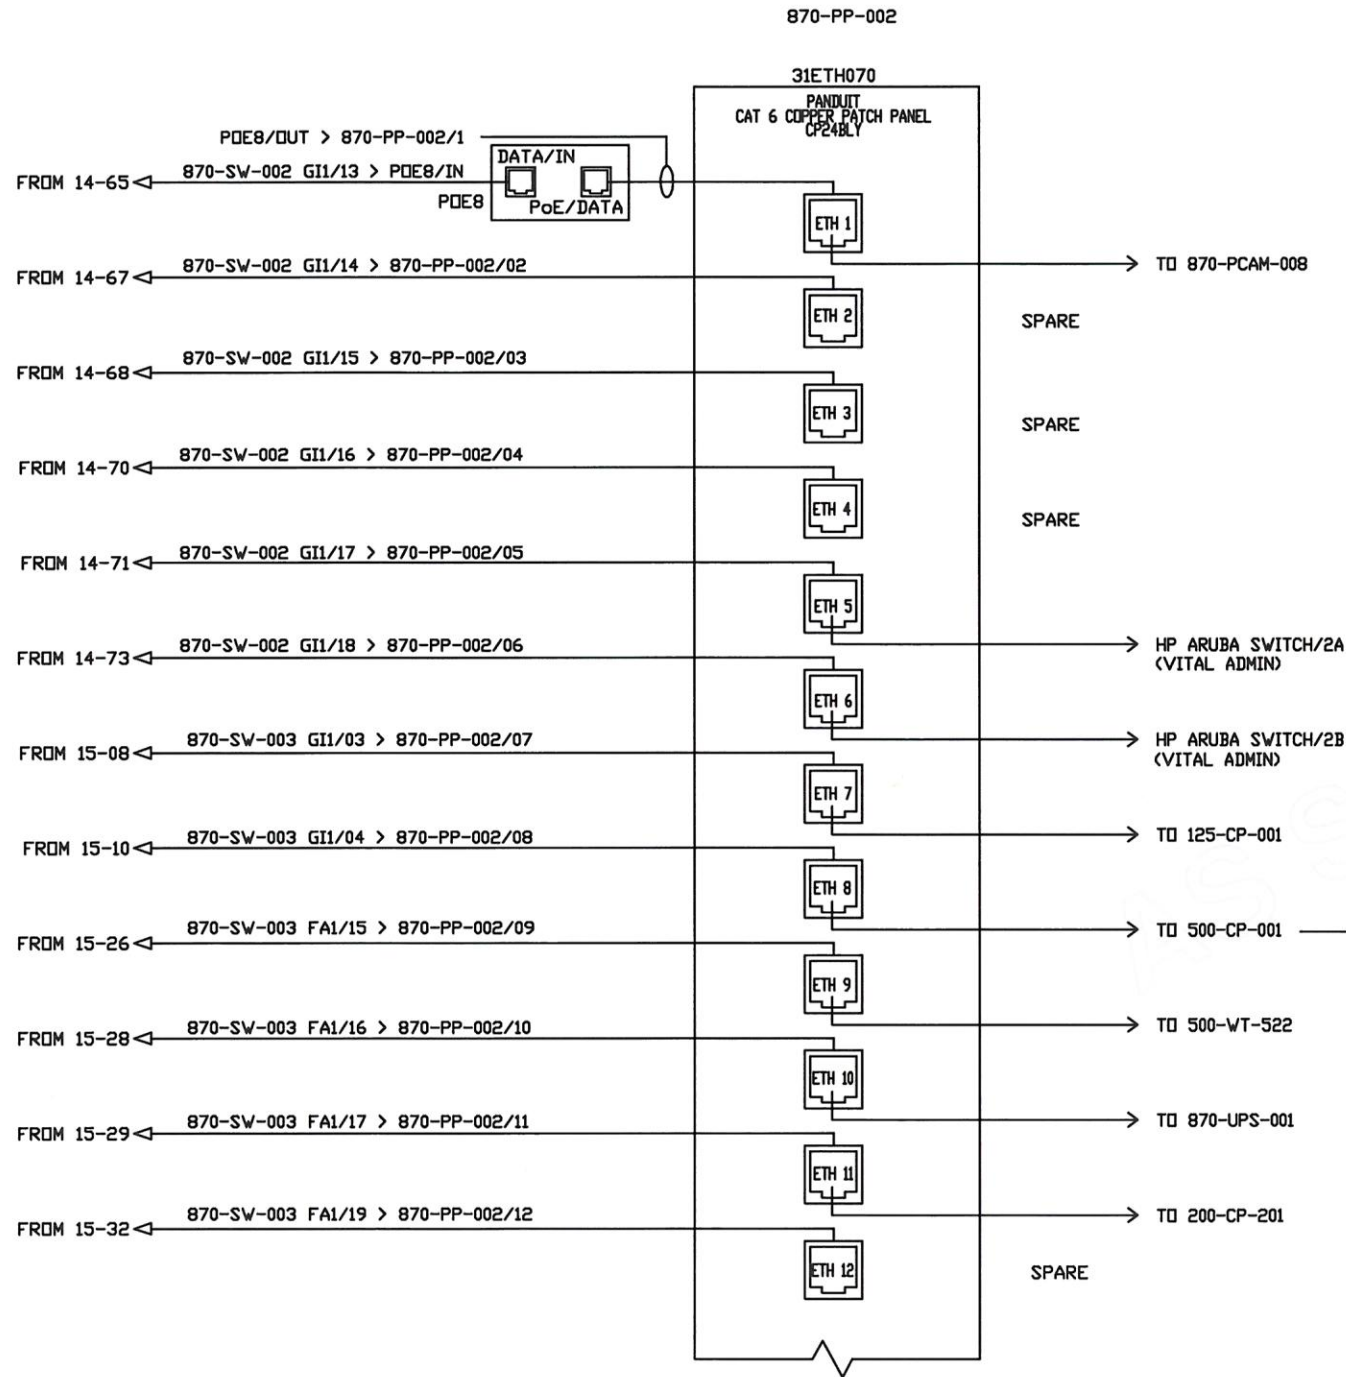 870-PP-002
31ETH070
PANDUIT
CAT 6 COPPER PATCH PANEL
CP24BLY
POE8/OUT > 870-PP-002/1
DATA/IN
FROM 14-65
870-SW-002 GI1/13 > POE8/IN
POE8
PoE/DATA
ETH 1
TO 870-PCAM-008
FROM 14-67
870-SW-002 GI1/14 > 870-PP-002/02
ETH 2
SPARE
FROM 14-68
870-SW-002 GI1/15 > 870-PP-002/03
ETH 3
SPARE
FROM 14-70
870-SW-002 GI1/16 > 870-PP-002/04
ETH 4
SPARE
FROM 14-71
870-SW-002 GI1/17 > 870-PP-002/05
ETH 5
HP ARUBA SWITCH/2A
(VITAL ADMIN)
FROM 14-73
870-SW-002 GI1/18 > 870-PP-002/06
ETH 6
HP ARUBA SWITCH/2B
(VITAL ADMIN)
FROM 15-08
870-SW-003 GI1/03 > 870-PP-002/07
ETH 7
TO 125-CP-001
FROM 15-10
870-SW-003 GI1/04 > 870-PP-002/08
ETH 8
TO 500-CP-001
FROM 15-26
870-SW-003 FA1/15 > 870-PP-002/09
ETH 9
TO 500-WT-522
FROM 15-28
870-SW-003 FA1/16 > 870-PP-002/10
ETH 10
TO 870-UPS-001
FROM 15-29
870-SW-003 FA1/17 > 870-PP-002/11
ETH 11
TO 200-CP-201
FROM 15-32
870-SW-003 FA1/19 > 870-PP-002/12
ETH 12
SPARE